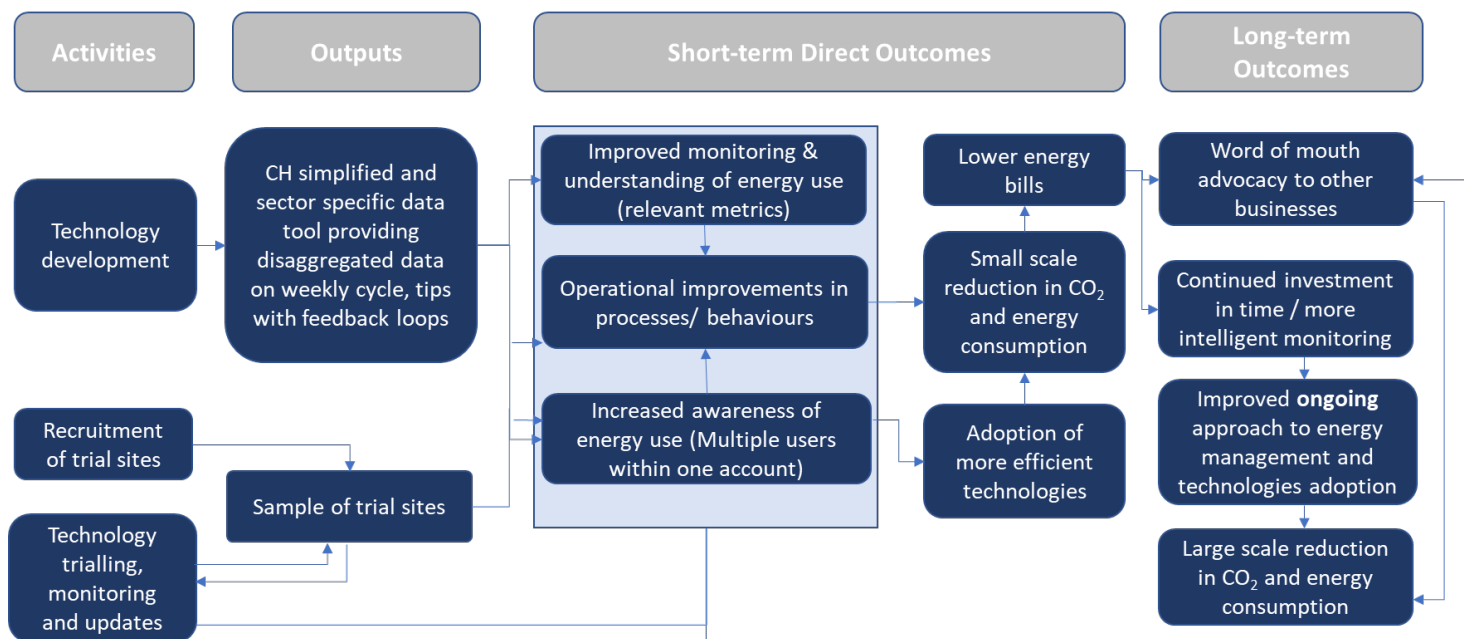 Activities
Outputs
Short-term Direct Outcomes
Long-term
Outcomes
Technology
development
CH simplified and
sector specific data
tool providing
disaggregated data
on weekly cycle, tips
with feedback loops
Recruitment
of trial sites
Sample of trial sites
Technology
trialling,
monitoring
and updates
Improved monitoring &
understanding of energy use
(relevant metrics)
Operational improvements in
processes/ behaviours
Increased awareness of
energy use (Multiple users
within one account)
Lower energy
bills
Small scale
reduction in CO₂
and energy
consumption
Adoption of
more efficient
technologies
Word of mouth
advocacy to other
businesses
Continued investment
in time / more
intelligent monitoring
Improved ongoing
approach to energy
management and
technologies adoption
Large scale reduction
in CO₂ and energy
consumption